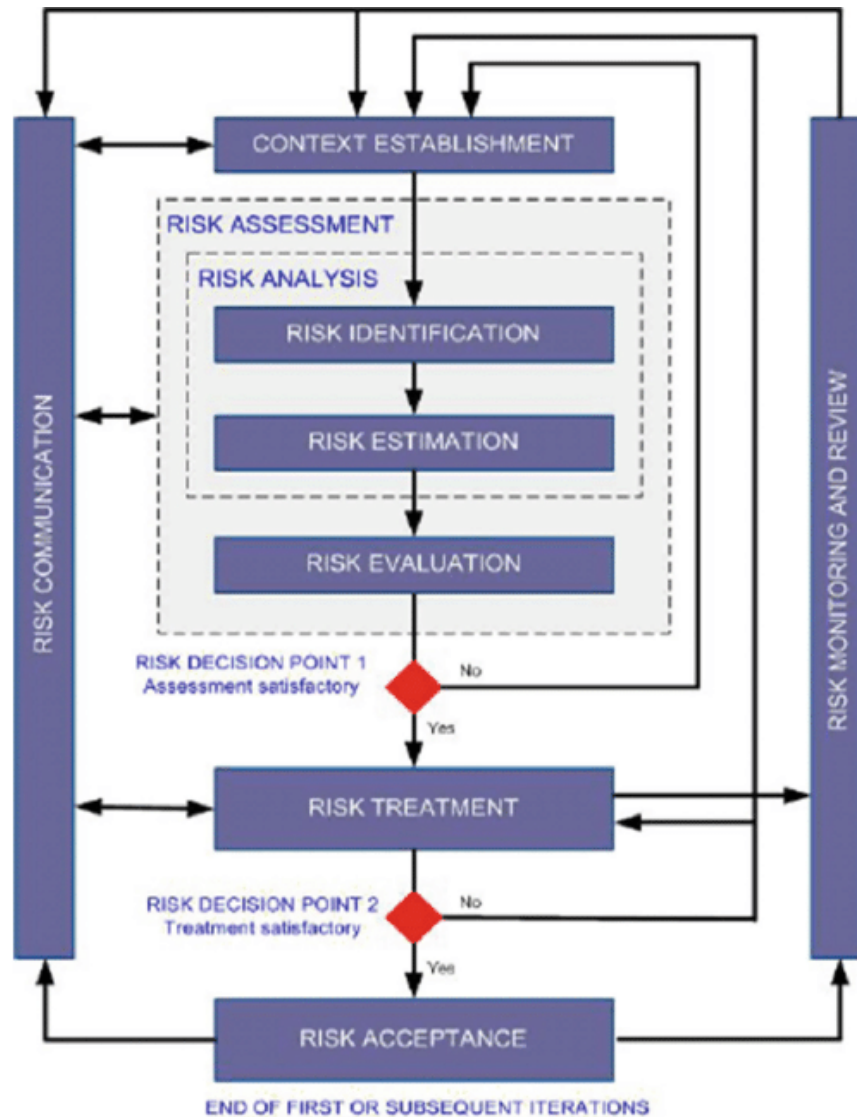 CONTEXT ESTABLISHMENT
RISK ASSESSMENT
RISK ANALYSIS
RISK IDENTIFICATION
RISK ESTIMATION
RISK EVALUATION
RISK COMMUNICATION
RISK MONITORING AND REVIEW
RISK DECISION POINT 1
Assessment satisfactory
No
Yes
RISK TREATMENT
RISK DECISION POINT 2
Treatment satisfactory
No
Yes
RISK ACCEPTANCE
END OF FIRST OR SUBSEQUENT ITERATIONS